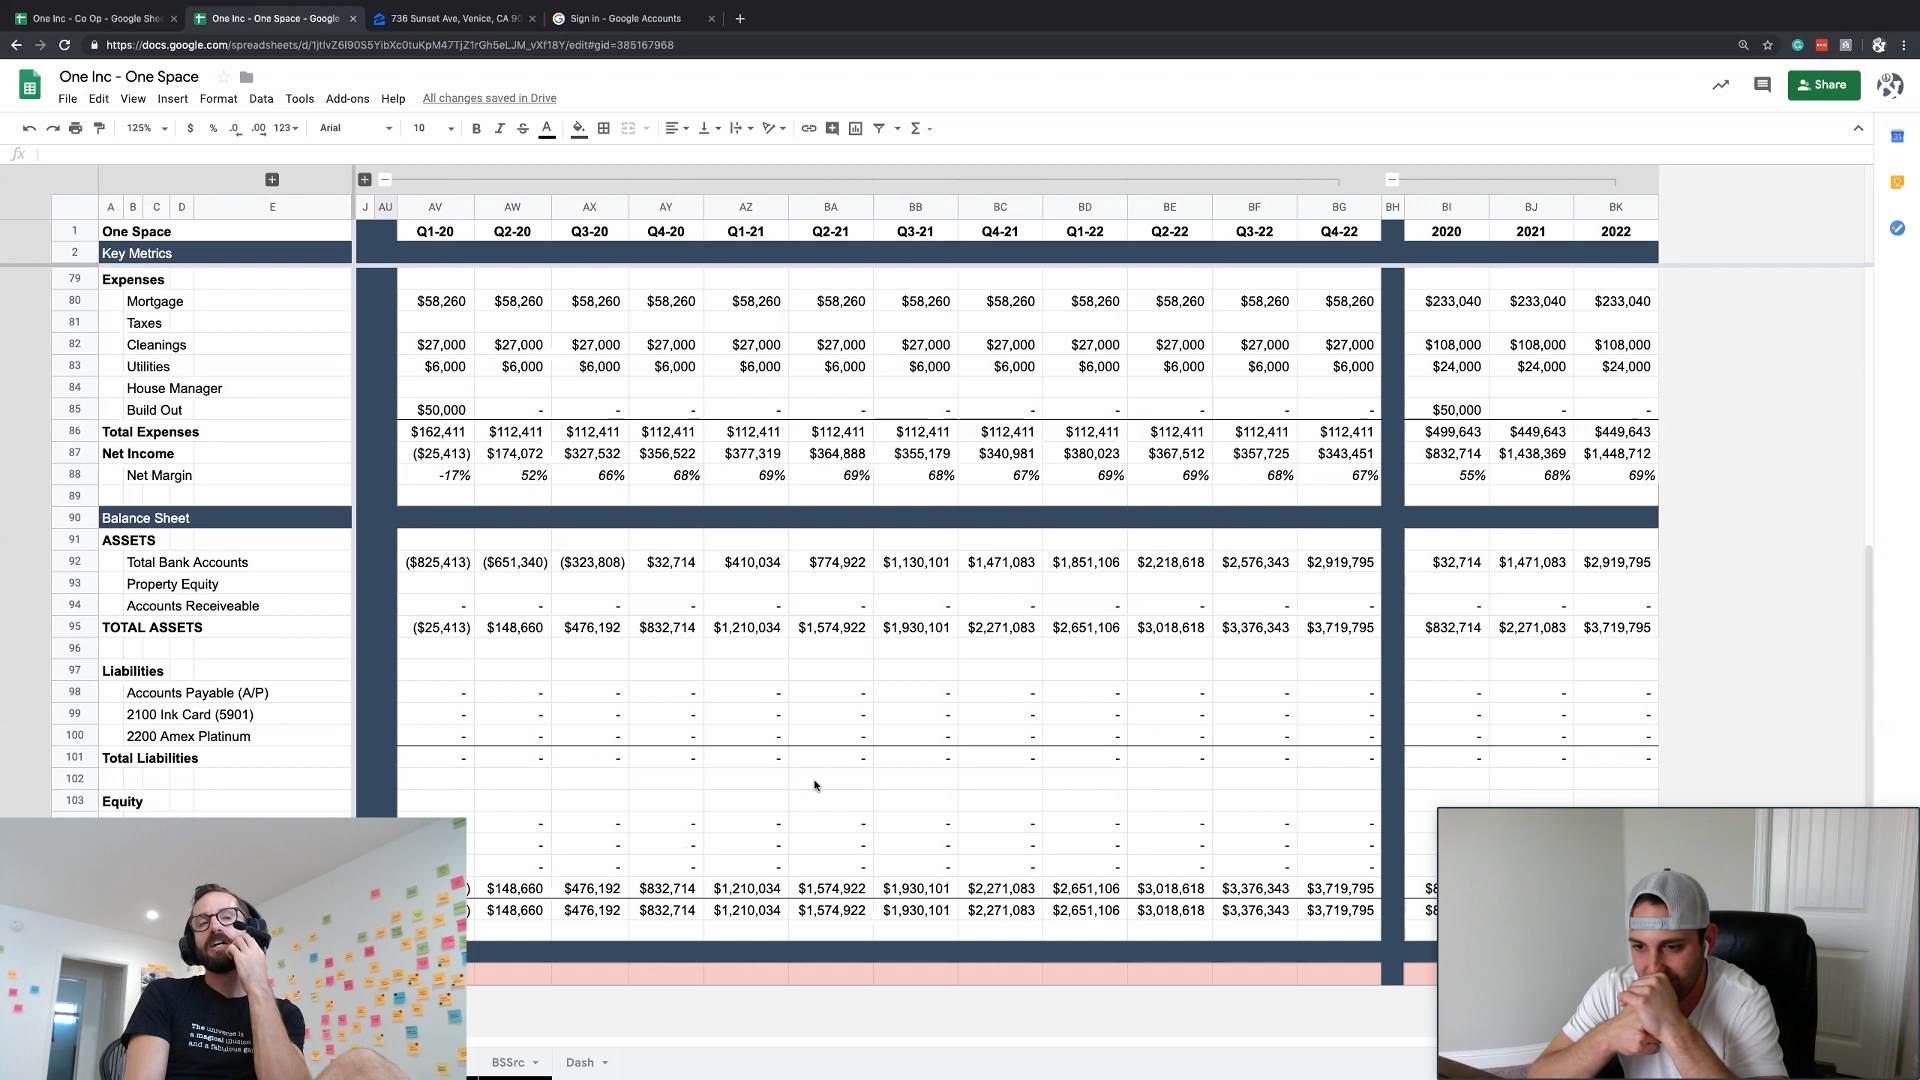 One Inc - Co Op - Google Shee
One Inc - One Space - Google
736 Sunset Ave, Venice, CA 90
Sign in - Google Accounts
https://docs.google.com/spreadsheets/d/1jtIvZ6I90S5YibXc0tuKpM47TjZ1rGh5eLJM_vXf18Y/edit#gid=385167968
One Inc - One Space
File Edit View Insert Format Data Tools Add-ons Help All changes saved in Drive
Share
125% $ % .0 .00 123 Arial 10 B I S A
fx
A B C D E J AU AV AW AX AY AZ BA BB BC BD BE BF BG BH BI BJ BK
1 One Space Q1-20 Q2-20 Q3-20 Q4-20 Q1-21 Q2-21 Q3-21 Q4-21 Q1-22 Q2-22 Q3-22 Q4-22 2020 2021 2022
2 Key Metrics
79 Expenses
80 Mortgage $58,260 $58,260 $58,260 $58,260 $58,260 $58,260 $58,260 $58,260 $58,260 $58,260 $58,260 $58,260 $233,040 $233,040 $233,040
81 Taxes
82 Cleanings $27,000 $27,000 $27,000 $27,000 $27,000 $27,000 $27,000 $27,000 $27,000 $27,000 $27,000 $27,000 $108,000 $108,000 $108,000
83 Utilities $6,000 $6,000 $6,000 $6,000 $6,000 $6,000 $6,000 $6,000 $6,000 $6,000 $6,000 $6,000 $24,000 $24,000 $24,000
84 House Manager
85 Build Out $50,000 - - - - - - - - - - - $50,000 - -
86 Total Expenses $162,411 $112,411 $112,411 $112,411 $112,411 $112,411 $112,411 $112,411 $112,411 $112,411 $112,411 $112,411 $499,643 $449,643 $449,643
87 Net Income ($25,413) $174,072 $327,532 $356,522 $377,319 $364,888 $355,179 $340,981 $380,023 $367,512 $357,725 $343,451 $832,714 $1,438,369 $1,448,712
88 Net Margin -17% 52% 66% 68% 69% 69% 68% 67% 69% 69% 68% 67% 55% 68% 69%
89
90 Balance Sheet
91 ASSETS
92 Total Bank Accounts ($825,413) ($651,340) ($323,808) $32,714 $410,034 $774,922 $1,130,101 $1,471,083 $1,851,106 $2,218,618 $2,576,343 $2,919,795 $32,714 $1,471,083 $2,919,795
93 Property Equity
94 Accounts Receiveable - - - - - - - - - - - - - - -
95 TOTAL ASSETS ($25,413) $148,660 $476,192 $832,714 $1,210,034 $1,574,922 $1,930,101 $2,271,083 $2,651,106 $3,018,618 $3,376,343 $3,719,795 $832,714 $2,271,083 $3,719,795
96
97 Liabilities
98 Accounts Payable (A/P) - - - - - - - - - - - - - - -
99 2100 Ink Card (5901) - - - - - - - - - - - - - - -
100 2200 Amex Platinum - - - - - - - - - - - - - - -
101 Total Liabilities - - - - - - - - - - - - - - -
102
103 Equity
- - - - - - - - - - -
- - - - - - - - - - -
- - - - - - - - - - -
) $148,660 $476,192 $832,714 $1,210,034 $1,574,922 $1,930,101 $2,271,083 $2,651,106 $3,018,618 $3,376,343 $3,719,795 $8
) $148,660 $476,192 $832,714 $1,210,034 $1,574,922 $1,930,101 $2,271,083 $2,651,106 $3,018,618 $3,376,343 $3,719,795 $8
The universe is
a magical illusion
and a fabulous
BSSrc Dash